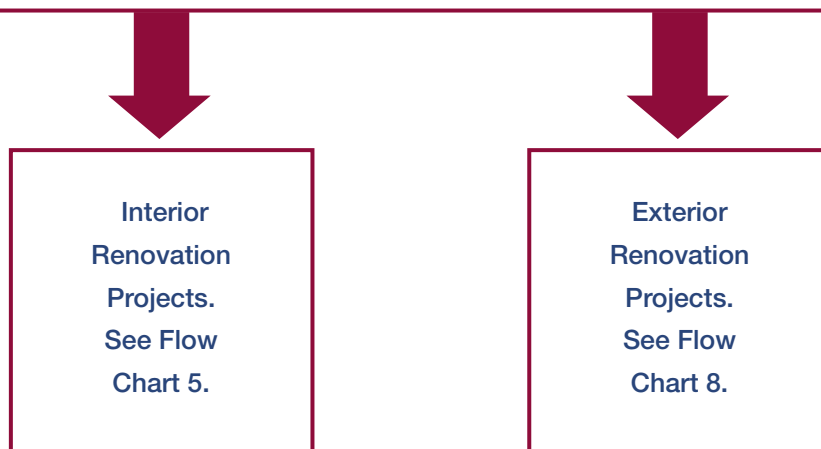 Interior
Renovation
Projects.
See Flow
Chart 5.
Exterior
Renovation
Projects.
See Flow
Chart 8.